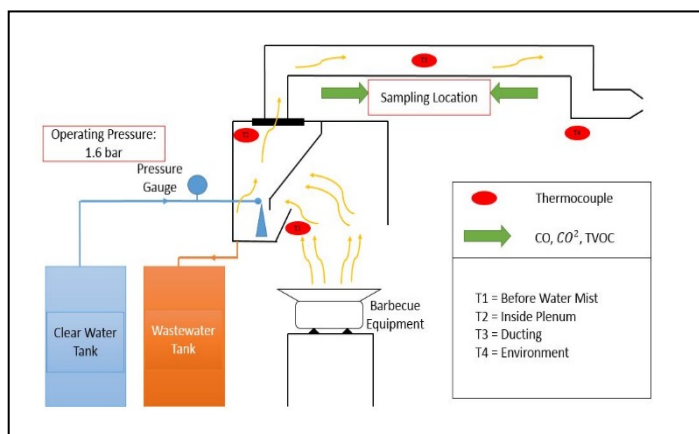 Operating Pressure:
1.6 bar
Pressure
Gauge
Sampling Location
Clear Water
Tank
Wastewater
Tank
Barbecue
Equipment
Thermocouple
CO, CO², TVOC
T1 = Before Water Mist
T2 = Inside Plenum
T3 = Ducting
T4 = Environment